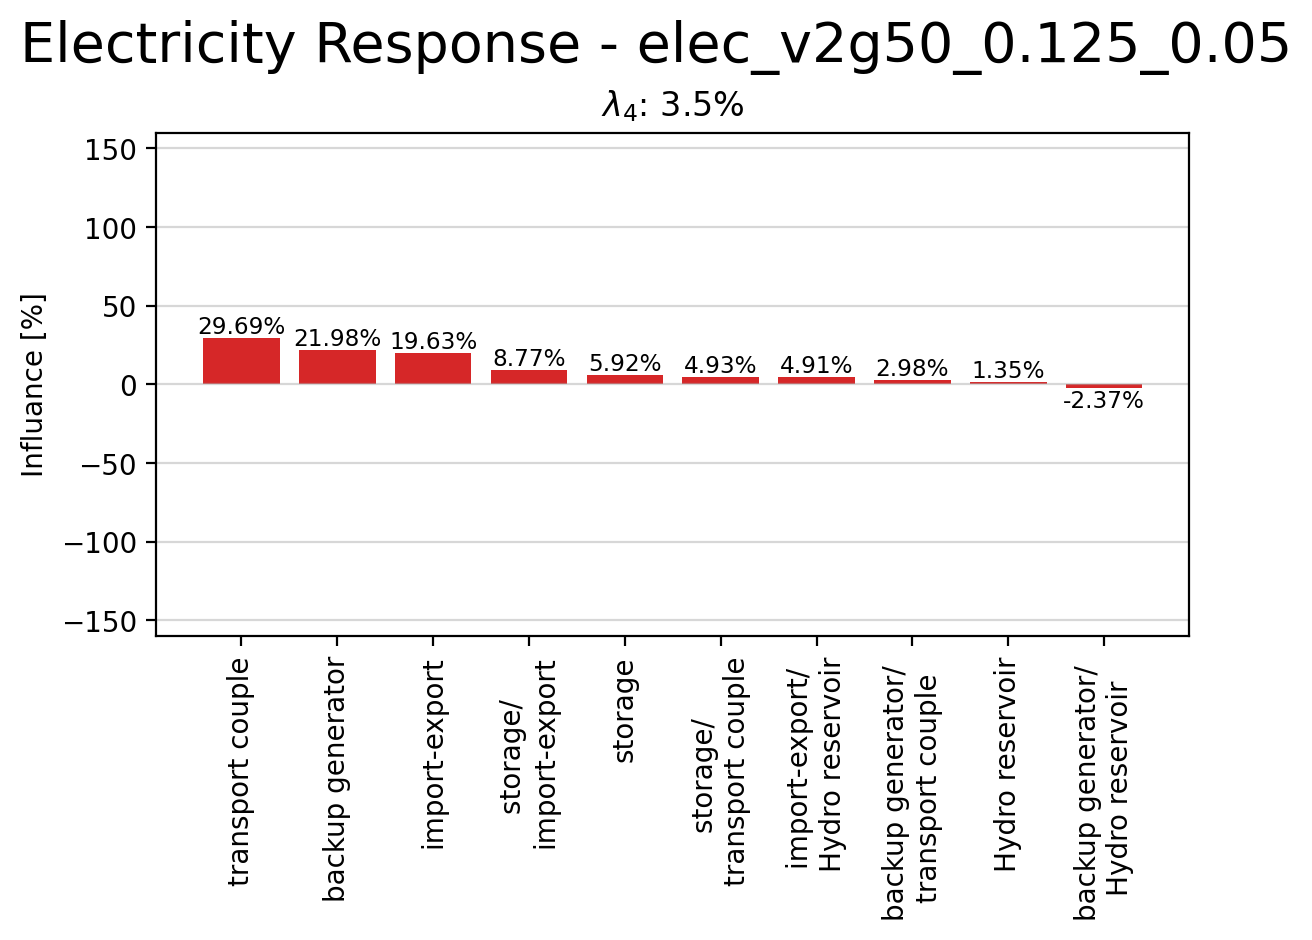 Electricity Response - elec_v2g50_0.125_0.05
λ4: 3.5%
Influance [%]
150
100
50
0
−50
−100
−150
29.69%
21.98%
19.63%
8.77%
5.92%
4.93%
4.91%
2.98%
1.35%
-2.37%
transport couple
backup generator
import-export
storage/
import-export
storage
storage/
transport couple
import-export/
Hydro reservoir
backup generator/
transport couple
Hydro reservoir
backup generator/
Hydro reservoir